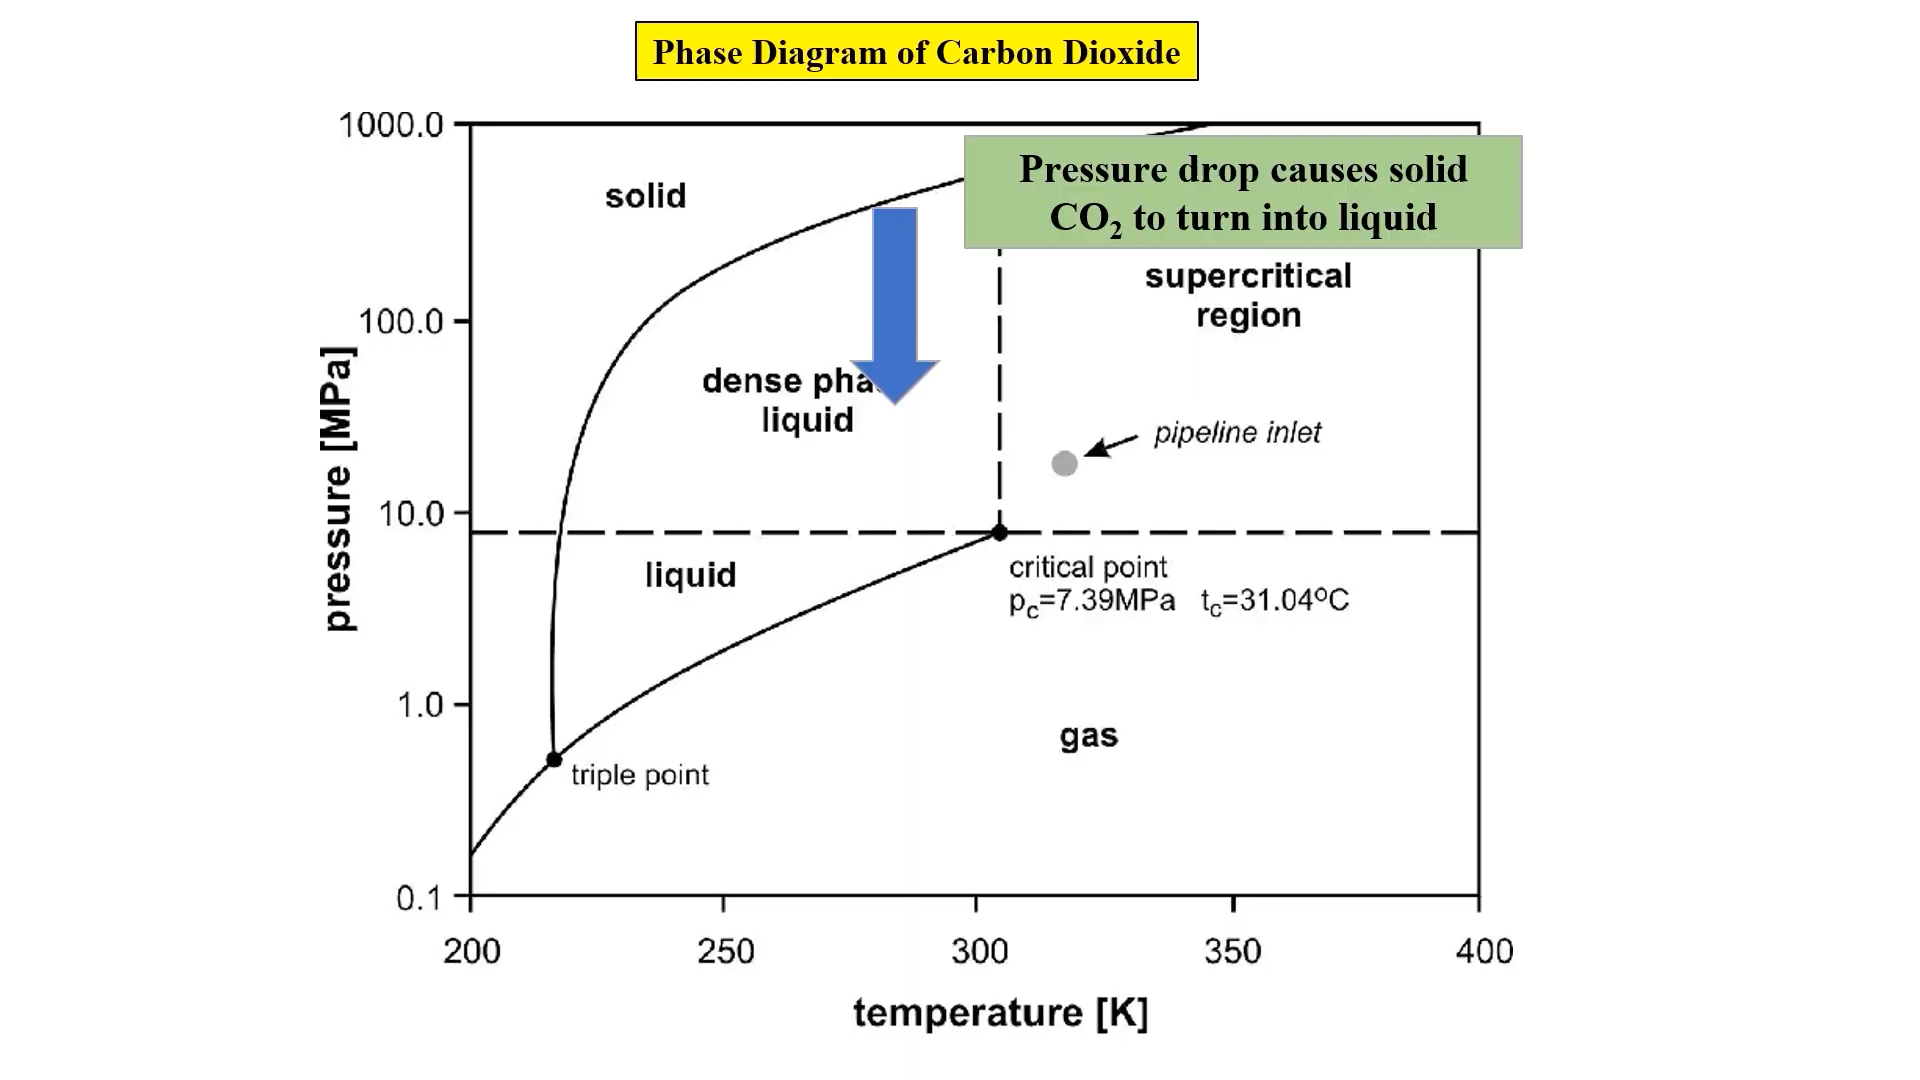 Phase Diagram of Carbon Dioxide
1000.0
solid
Pressure drop causes solid
CO₂ to turn into liquid
supercritical
region
100.0
dense pha
liquid
pipeline inlet
pressure [MPa]
10.0
liquid
critical point
p_c=7.39MPa t_c=31.04°C
1.0
gas
triple point
0.1
200 250 300 350 400
temperature [K]